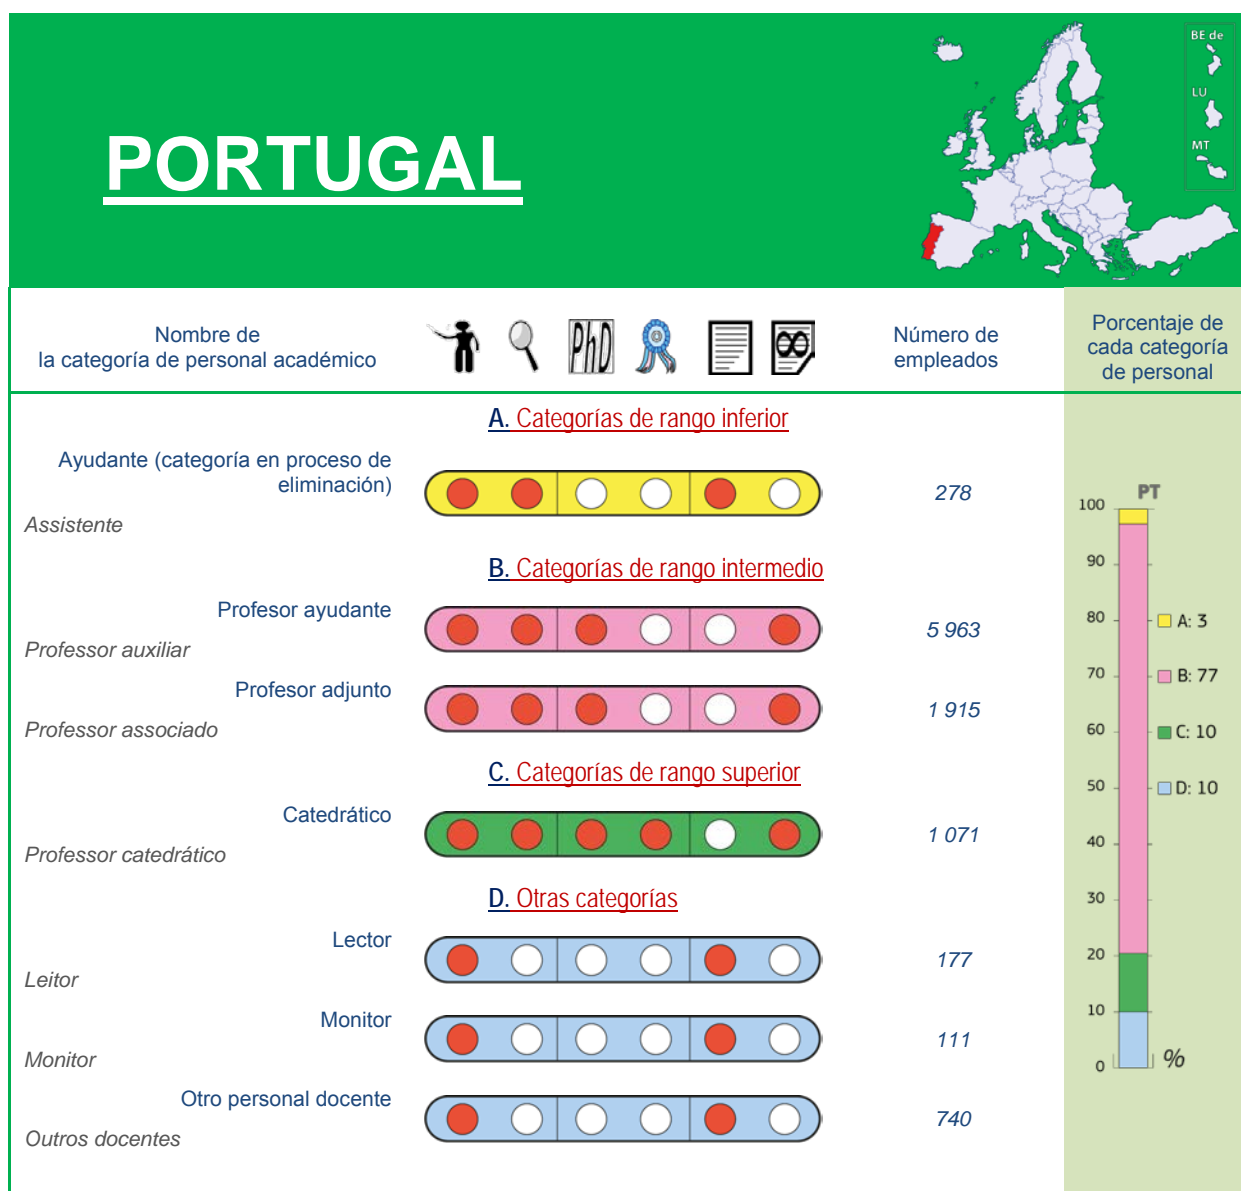 PORTUGAL
BE de
LU
MT
Nombre de
la categoría de personal académico
PhD
Número de
empleados
Porcentaje de
cada categoría
de personal
A. Categorías de rango inferior
Ayudante (categoría en proceso de
eliminación)
Assistente
278
B. Categorías de rango intermedio
Profesor ayudante
Professor auxiliar
5 963
Profesor adjunto
Professor associado
1 915
C. Categorías de rango superior
Catedrático
Professor catedrático
1 071
D. Otras categorías
Lector
Leitor
177
Monitor
Monitor
111
Otro personal docente
Outros docentes
740
PT
100
90
80
70
60
50
40
30
20
10
0
%
A: 3
B: 77
C: 10
D: 10